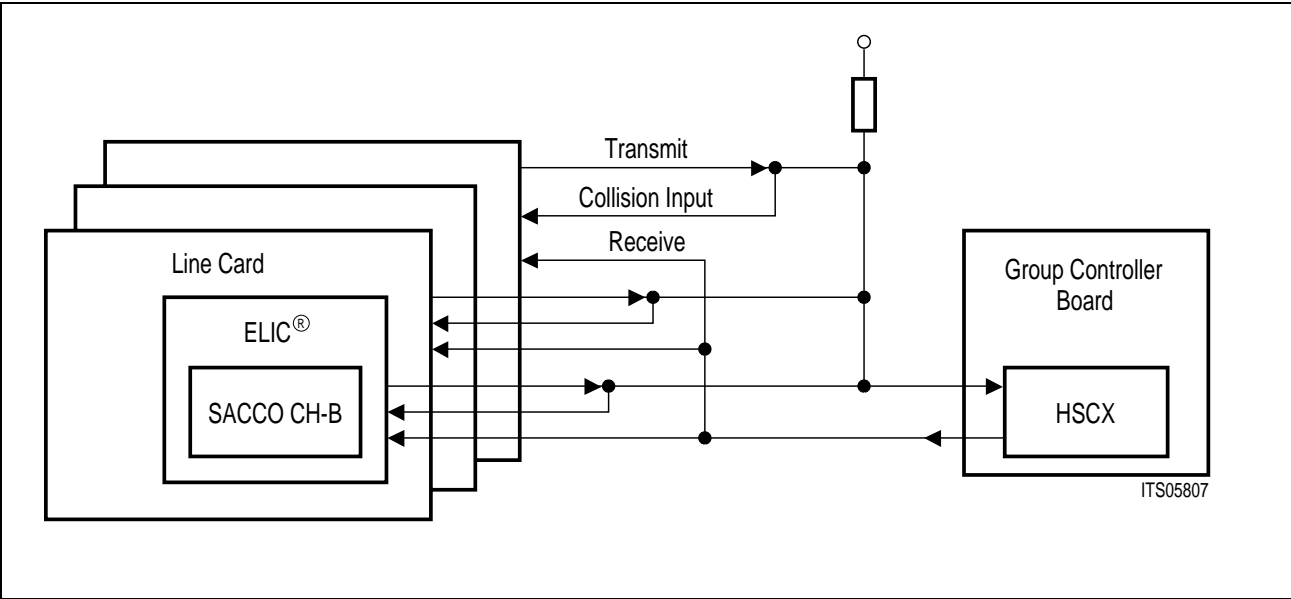 Transmit
Collision Input
Receive
Line Card
ELIC®
SACCO CH-B
Group Controller
Board
HSCX
ITS05807